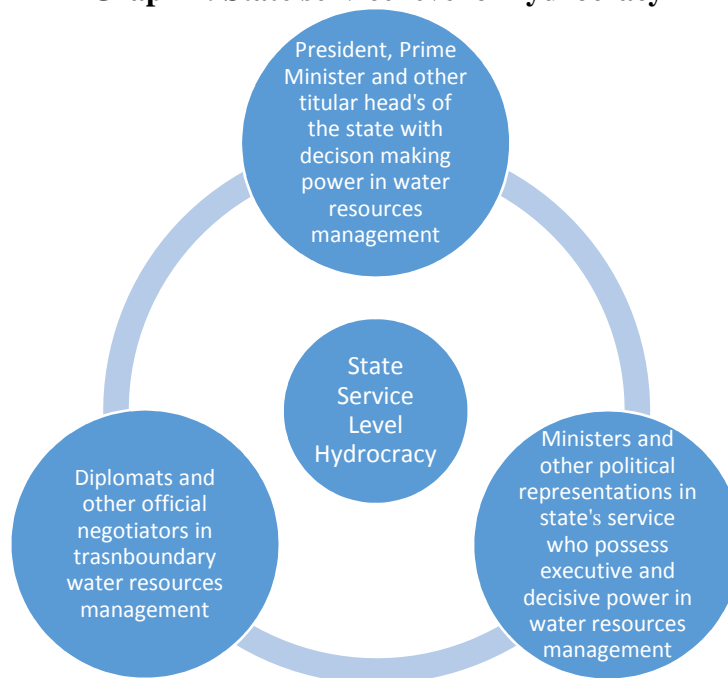 President, Prime
Minister and other
titular head's of
the state with
decison making
power in water
resources
management
State
Service
Level
Hydrocracy
Diplomats and
other official
negotiators in
trasnboundary
water resources
management
Ministers and
other political
representations in
state's service
who possess
executive and
decisive power in
water resources
management